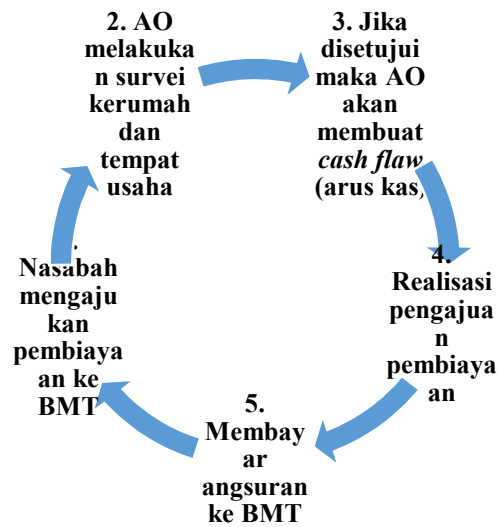 2. AO
melakuka
n survei
kerumah
dan
tempat
usaha
3. Jika
disetujui
maka AO
akan
membuat
cash flaw
(arus kas)
4.
Realisasi
pengajua
n
pembiaya
an
5.
Membay
ar
angsuran
ke BMT
.
Nasabah
mengaju
kan
pembiaya
an ke
BMT